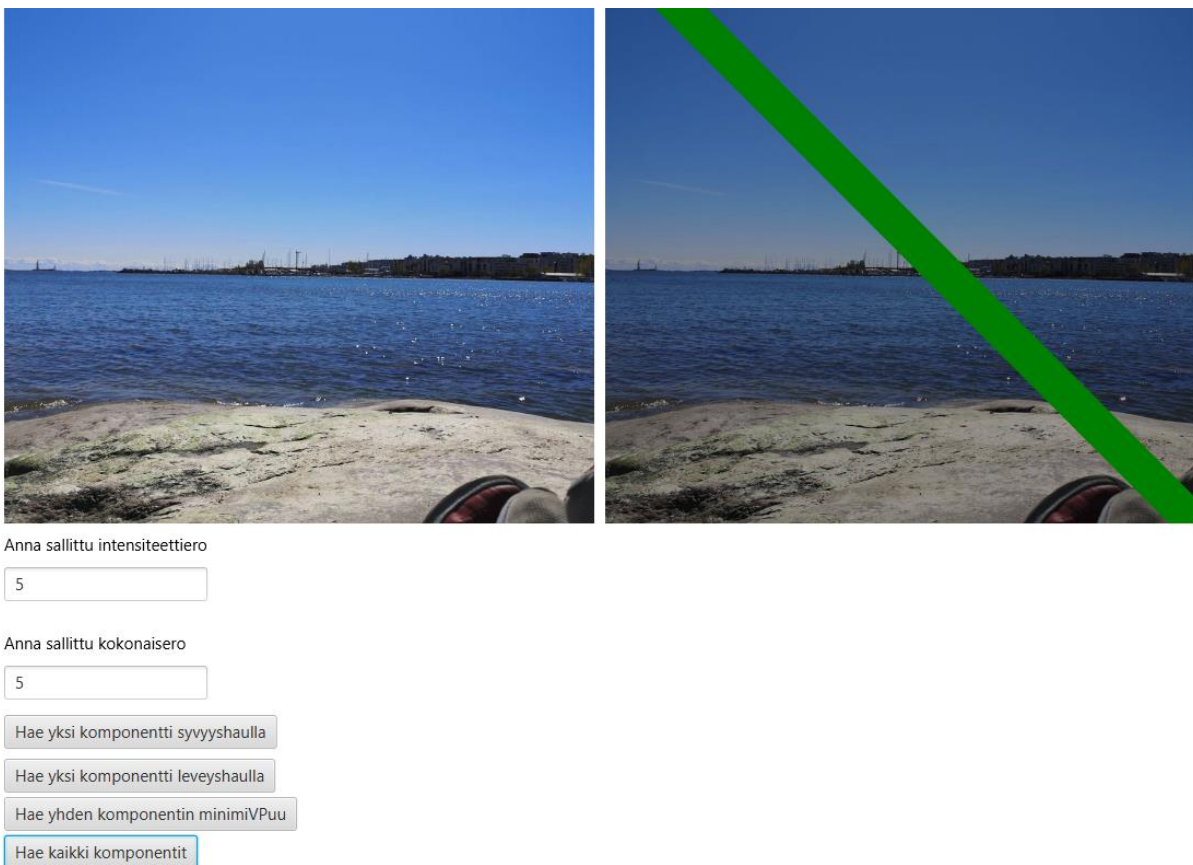 Anna sallittu intensiteettiero
5
Anna sallittu kokonaisero
5
Hae yksi komponentti syvyyshaulla
Hae yksi komponentti leveyshaulla
Hae yhden komponentin minimiVPuu
Hae kaikki komponentit